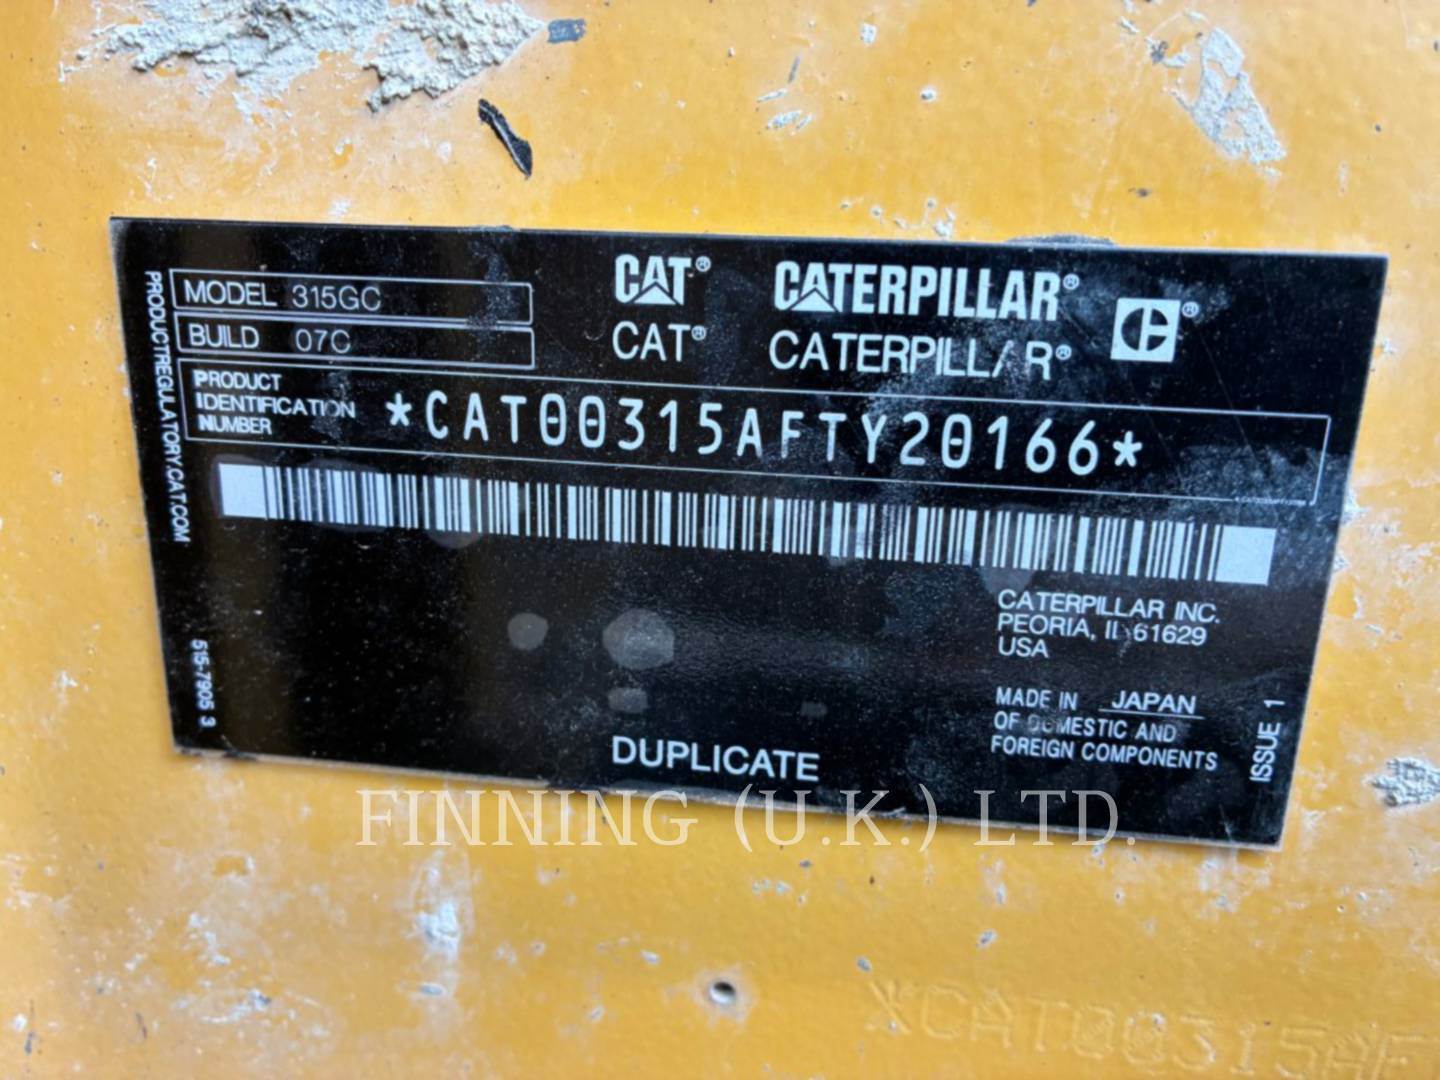 MODEL 315GC
BUILD 07C
CAT® CATERPILLAR®
CAT® CATERPILL/ R® ®
PRODUCT
IDENTIFICATION
NUMBER
*CAT00315AFTY20166*
PRODUCTREGULATORY.CAT.COM
515-7905 3
CATERPILLAR INC.
PEORIA, IL 61629
USA
MADE IN JAPAN
OF DOMESTIC AND
FOREIGN COMPONENTS
ISSUE 1
DUPLICATE
FINNING (U.K.) LTD.
XCAT00315AF